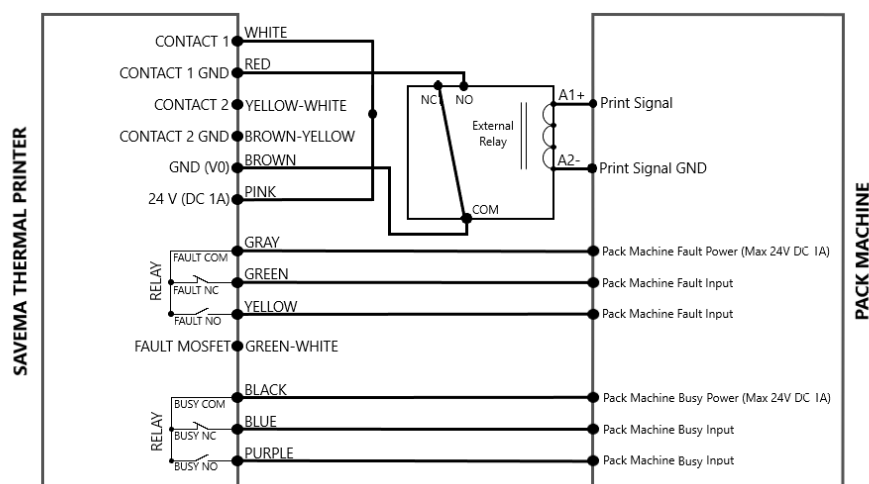 SAVEMA THERMAL PRINTER
CONTACT 1 WHITE
CONTACT 1 GND RED
CONTACT 2 YELLOW-WHITE
CONTACT 2 GND BROWN-YELLOW
GND (V0) BROWN
24 V (DC 1A) PINK
NC NO
External
Relay
COM
A1+ Print Signal
A2- Print Signal GND
RELAY
FAULT COM GRAY Pack Machine Fault Power (Max 24V DC 1A)
FAULT NC GREEN Pack Machine Fault Input
FAULT NO YELLOW Pack Machine Fault Input
FAULT MOSFET GREEN-WHITE
RELAY
BUSY COM BLACK Pack Machine Busy Power (Max 24V DC 1A)
BUSY NC BLUE Pack Machine Busy Input
BUSY NO PURPLE Pack Machine Busy Input
PACK MACHINE